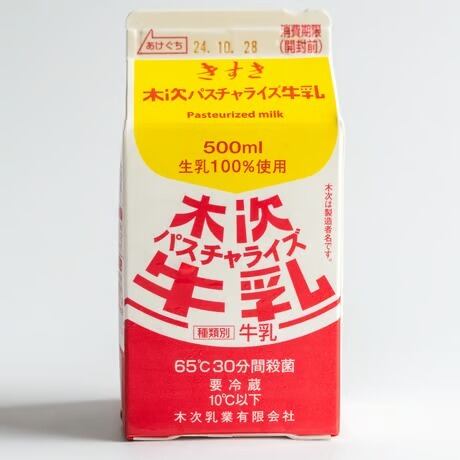 あけぐち
24.10.28
消費期限
(開封前)
きすき
木次パスチャライズ牛乳
Pasteurized milk
500ml
生乳100%使用
木次は製造者名です。
木次
パスチャライズ
牛乳
種類別 牛乳
65℃30分間殺菌
要冷蔵
10℃以下
木次乳業有限会社